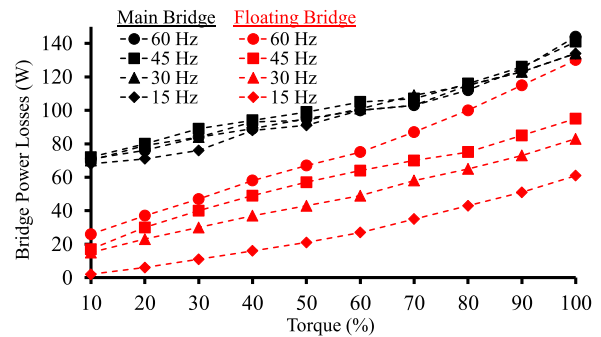 Main Bridge Floating Bridge
60 Hz 60 Hz
45 Hz 45 Hz
30 Hz 30 Hz
15 Hz 15 Hz
Bridge Power Losses (W)
140
120
100
80
60
40
20
0
10 20 30 40 50 60 70 80 90 100
Torque (%)